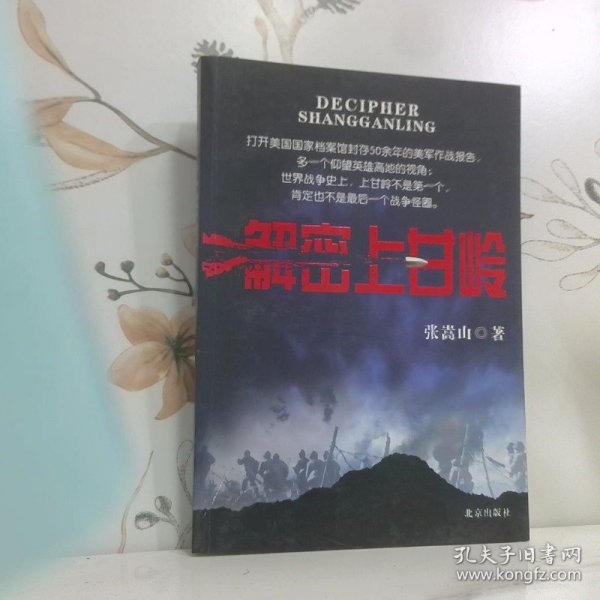 DECIPHER
SHANGGANLING
打开美国国家档案馆封存50余年的美军作战报告,
多一个仰望英雄高地的视角;
世界战争史上,上甘岭不是第一个,
肯定也不是最后一个战争怪圈。
解密上甘岭
张嵩山◎著
北京出版社
孔夫子旧书网
www.kongfz.com